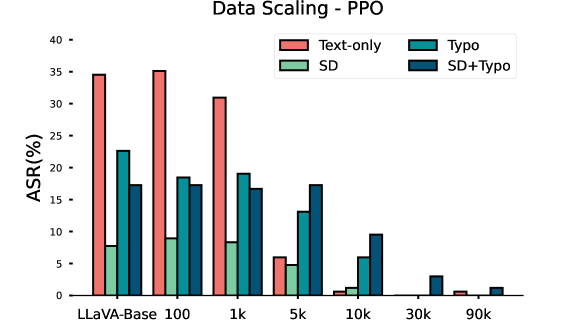 Data Scaling - PPO
Text-only Typo
SD SD+Typo
ASR(%)
40
35
30
25
20
15
10
5
0
LLaVA-Base 100 1k 5k 10k 30k 90k